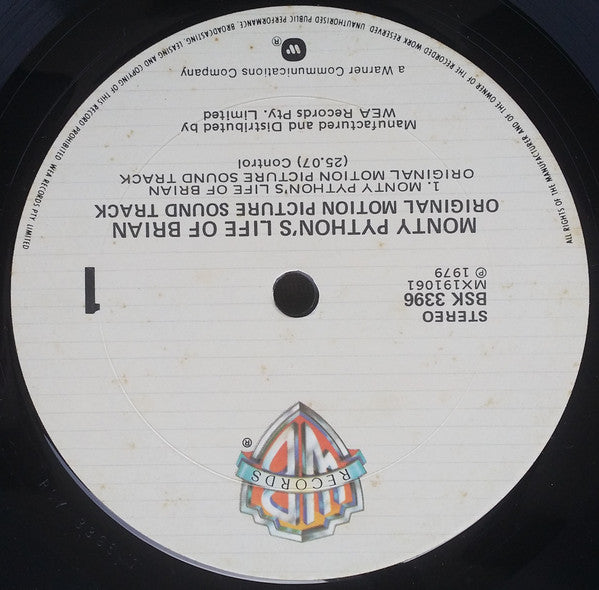 WB
RECORDS
®
STEREO
BSK 3396
MX191061
℗ 1979
1
MONTY PYTHON'S LIFE OF BRIAN
ORIGINAL MOTION PICTURE SOUND TRACK
1. MONTY PYTHON'S LIFE OF BRIAN
ORIGINAL MOTION PICTURE SOUND TRACK
(25.07) Control
Manufactured and Distributed by
WEA Records Pty. Limited
a Warner Communications Company
®
ALL RIGHTS OF THE MANUFACTURER AND OF THE OWNER OF THE RECORDED WORK RESERVED. UNAUTHORISED PUBLIC PERFORMANCE, BROADCASTING, LEASING AND COPYING OF THIS RECORD PROHIBITED. WEA RECORDS PTY. LIMITED